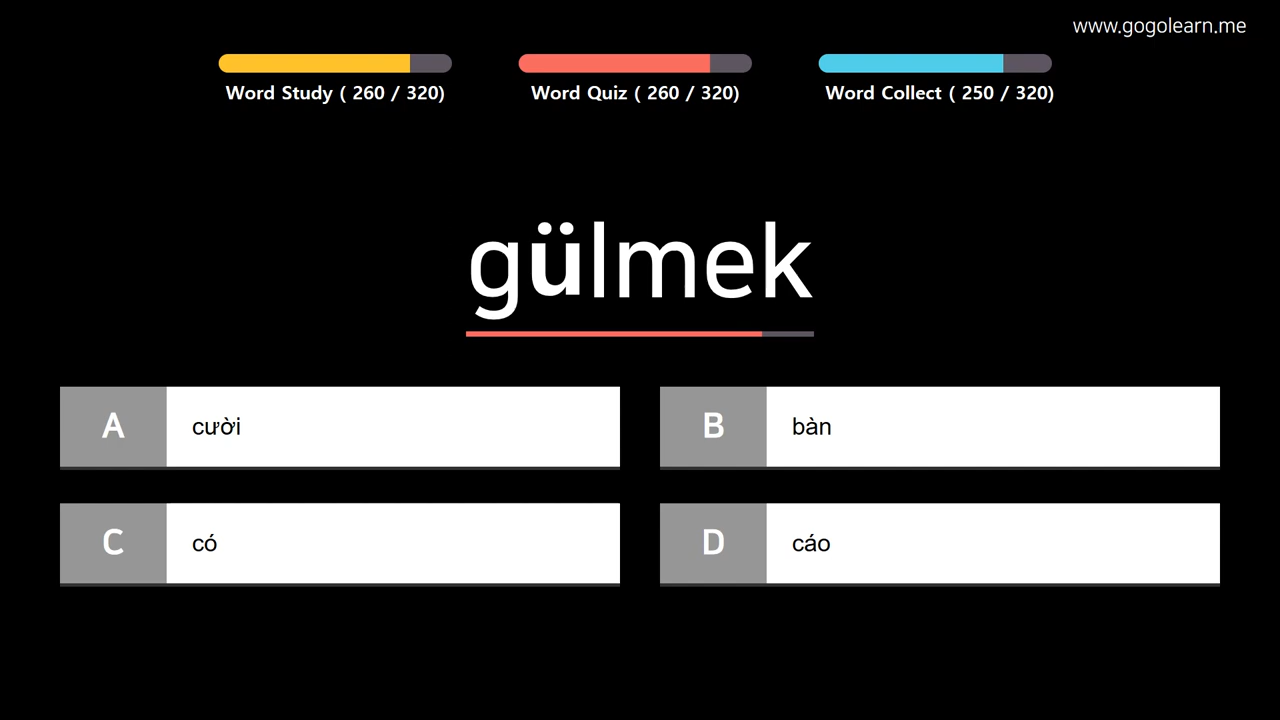 www.gogolearn.me
Word Study ( 260 / 320)
Word Quiz ( 260 / 320)
Word Collect ( 250 / 320)
gülmek
A
cười
B
bàn
C
có
D
cáo